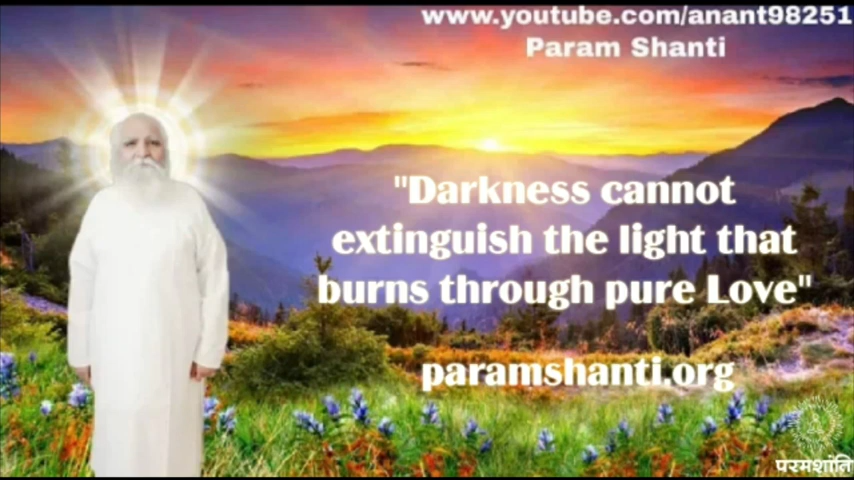 www.youtube.com/anant98251
Param Shanti
"Darkness cannot
extinguish the light that
burns through pure Love"
paramshanti.org
परमशांति